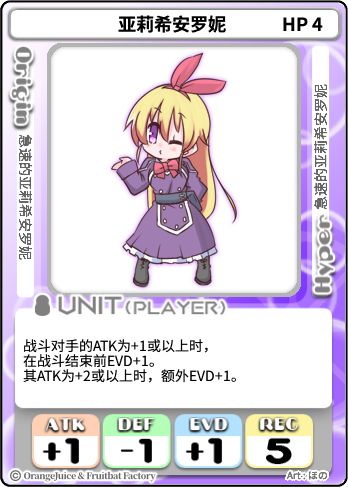 亚莉希安罗妮 HP 4
Origin 急速的亚莉希安罗妮
Hyper 急速的亚莉希安罗妮
UNIT(PLAYER)
战斗对手的ATK为+1或以上时，
在战斗结束前EVD+1。
其ATK为+2或以上时，额外EVD+1。
ATK DEF EVD REC
+1 -1 +1 5
© OrangeJuice & Fruitbat Factory Art : ほの